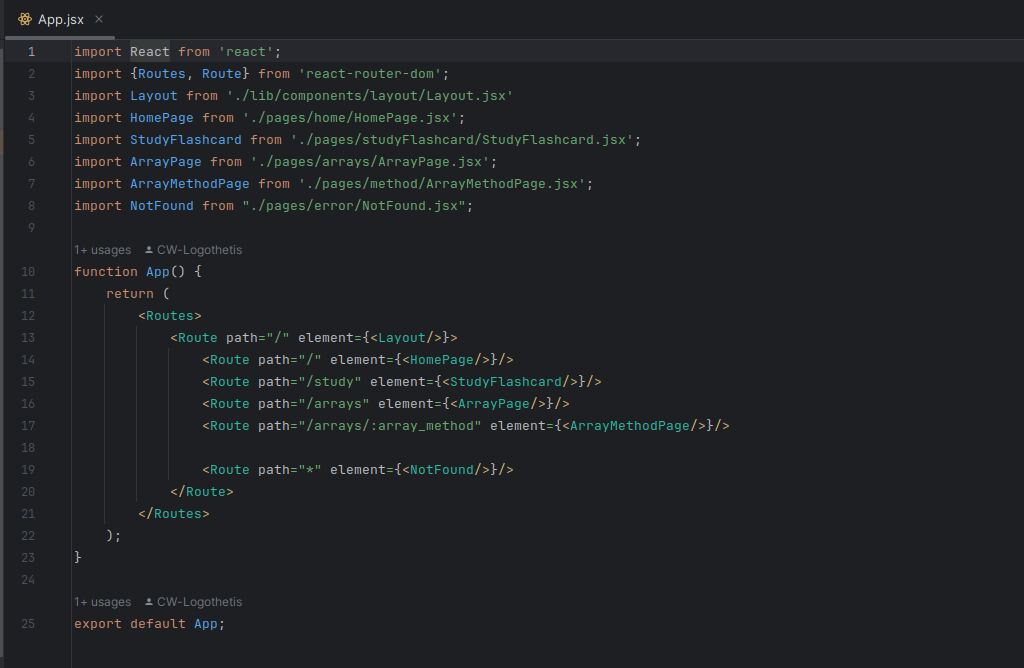 App.jsx ×
1 import React from 'react';
2 import {Routes, Route} from 'react-router-dom';
3 import Layout from './lib/components/layout/Layout.jsx'
4 import HomePage from './pages/home/HomePage.jsx';
5 import StudyFlashcard from './pages/studyFlashcard/StudyFlashcard.jsx';
6 import ArrayPage from './pages/arrays/ArrayPage.jsx';
7 import ArrayMethodPage from './pages/method/ArrayMethodPage.jsx';
8 import NotFound from "./pages/error/NotFound.jsx";
9
1+ usages CW-Logothetis
10 function App() {
11     return (
12         <Routes>
13             <Route path="/" element={<Layout/>}>
14                 <Route path="/" element={<HomePage/>}/>
15                 <Route path="/study" element={<StudyFlashcard/>}/>
16                 <Route path="/arrays" element={<ArrayPage/>}/>
17                 <Route path="/arrays/:array_method" element={<ArrayMethodPage/>}/>
18
19                 <Route path="*" element={<NotFound/>}/>
20             </Route>
21         </Routes>
22     );
23 }
24
1+ usages CW-Logothetis
25 export default App;